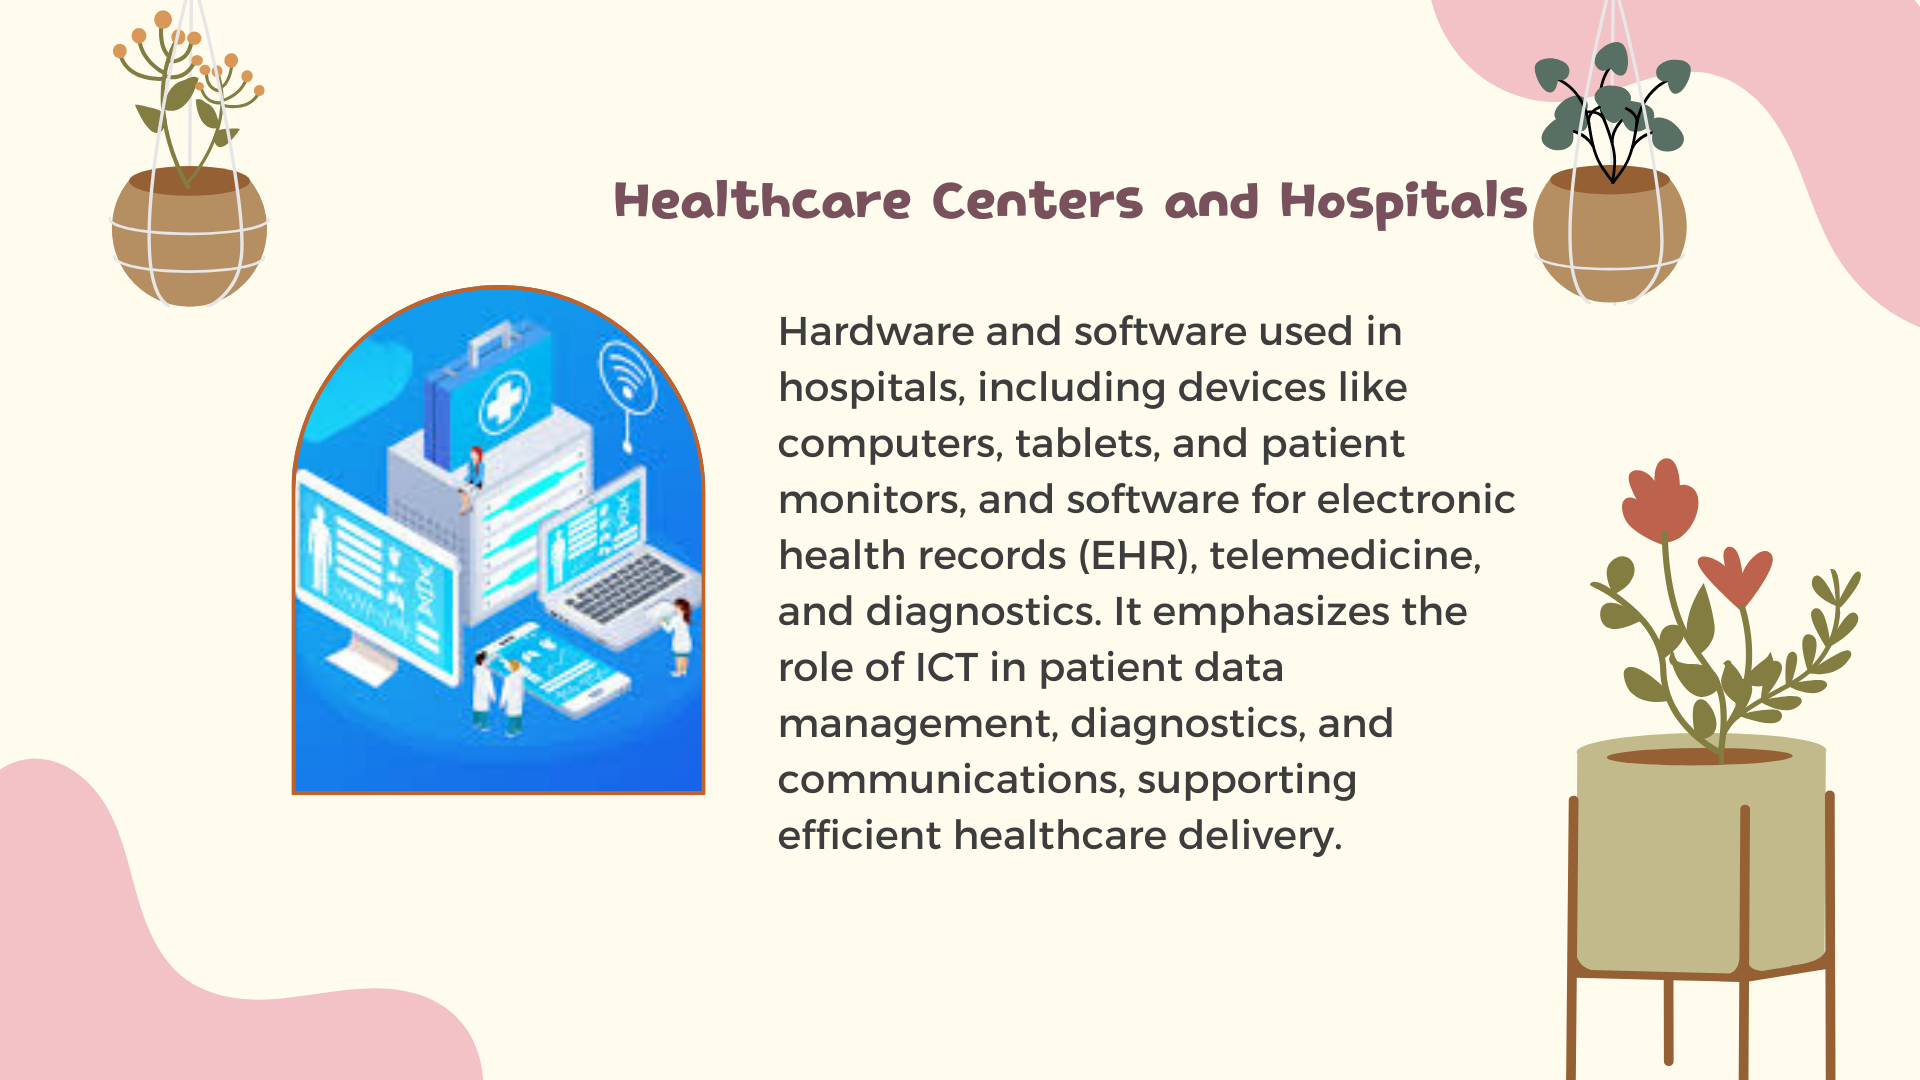 Healthcare Centers and Hospitals
Hardware and software used in
hospitals, including devices like
computers, tablets, and patient
monitors, and software for electronic
health records (EHR), telemedicine,
and diagnostics. It emphasizes the
role of ICT in patient data
management, diagnostics, and
communications, supporting
efficient healthcare delivery.